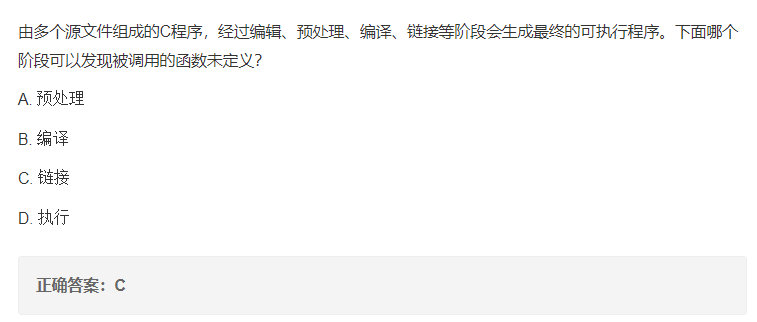 由多个源文件组成的C程序，经过编辑、预处理、编译、链接等阶段会生成最终的可执行程序。下面哪个
阶段可以发现被调用的函数未定义？
A. 预处理
B. 编译
C. 链接
D. 执行
正确答案：C